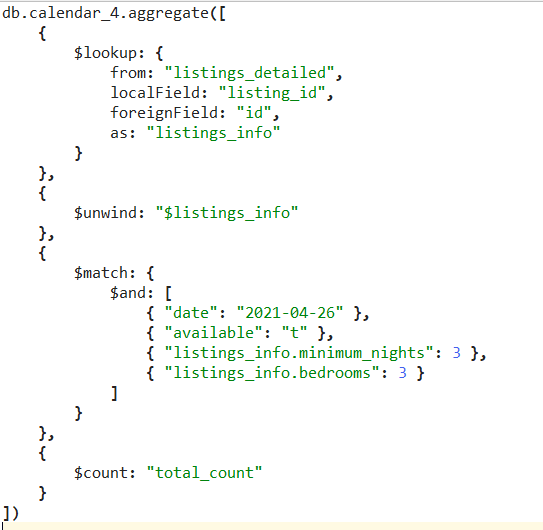 db.calendar_4.aggregate([
    {
        $lookup: {
            from: "listings_detailed",
            localField: "listing_id",
            foreignField: "id",
            as: "listings_info"
        }
    },
    {
        $unwind: "$listings_info"
    },
    {
        $match: {
            $and: [
                { "date": "2021-04-26" },
                { "available": "t" },
                { "listings_info.minimum_nights": 3 },
                { "listings_info.bedrooms": 3 }
            ]
        }
    },
    {
        $count: "total_count"
    }
])